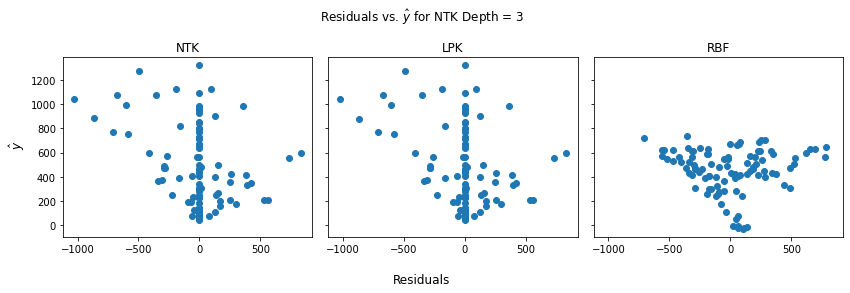 Residuals vs. ŷ for NTK Depth = 3
NTK LPK RBF
1200
1000
800
600
400
200
0
ŷ
−1000 −500 0 500 −1000 −500 0 500 −1000 −500 0 500
Residuals